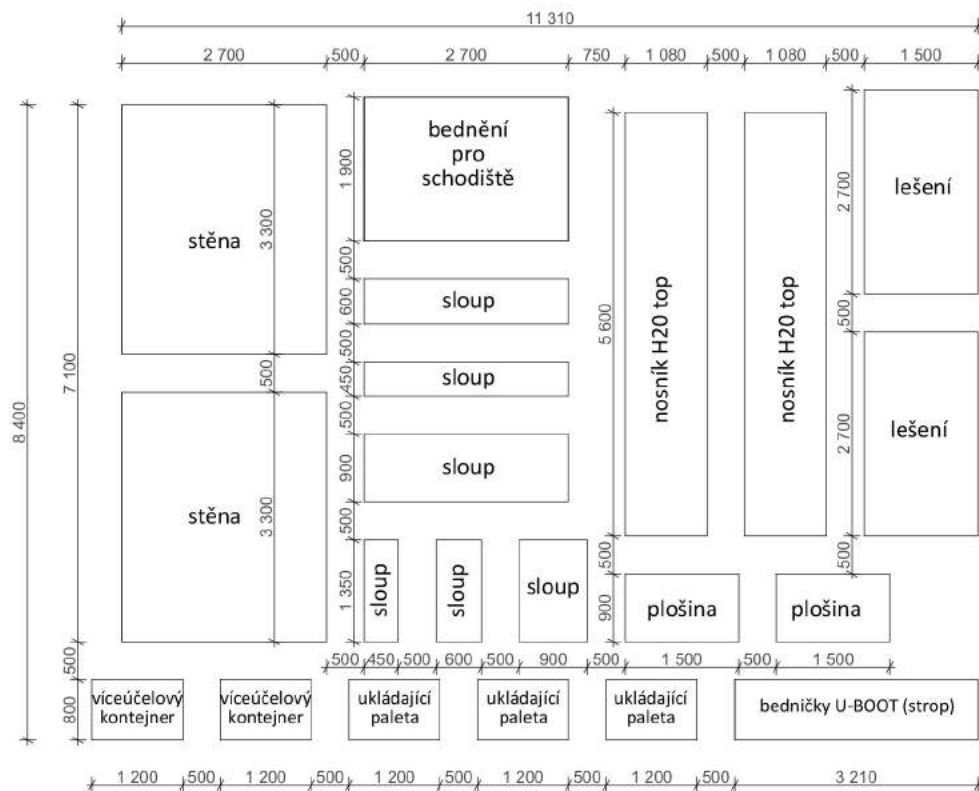 11 310
2 700
500
2 700
750
1 080
500
1 080
500
1 500
bednění
pro
schodiště
1 900
lešení
2 700
stěna
3 300
500
sloup
600
nosník H20 top
nosník H20 top
5 600
500
500
sloup
450
7 100
500
500
8 400
sloup
900
lešení
2 700
stěna
3 300
500
sloup
sloup
sloup
1 350
500
500
plošina
plošina
900
500
500
450
500
600
500
900
500
1 500
500
1 500
800
víceúčelový
kontejner
víceúčelový
kontejner
ukládající
paleta
ukládající
paleta
ukládající
paleta
bedničky U-BOOT (strop)
1 200
500
1 200
500
1 200
500
1 200
500
1 200
500
3 210